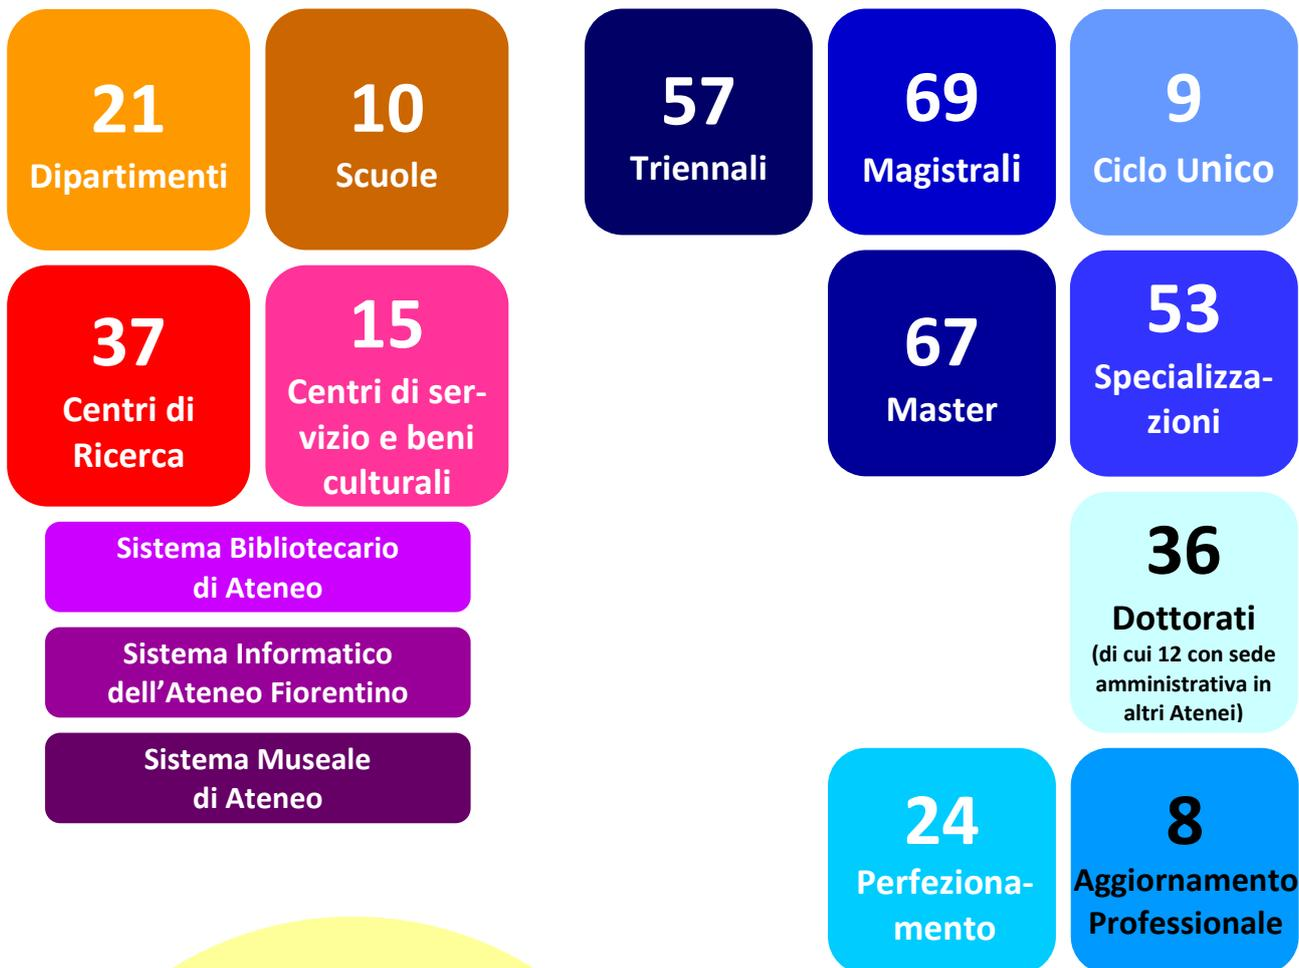 21
Dipartimenti
10
Scuole
37
Centri di
Ricerca
15
Centri di ser-
vizio e beni
culturali
Sistema Bibliotecario
di Ateneo
Sistema Informatico
dell’Ateneo Fiorentino
Sistema Museale
di Ateneo
57
Triennali
69
Magistrali
9
Ciclo Unico
67
Master
53
Specializza-
zioni
36
Dottorati
(di cui 12 con sede
amministrativa in
altri Atenei)
24
Perfeziona-
mento
8
Aggiornamento
Professionale